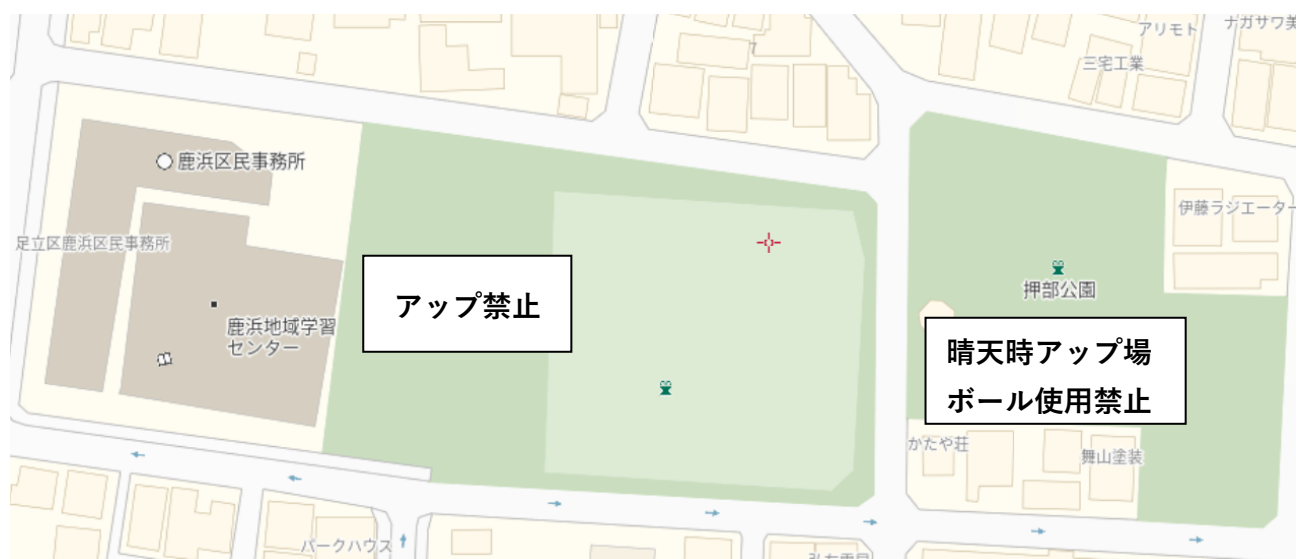 アリモト
ナガサワ美
三宅工業
7
鹿浜区民事務所
伊藤ラジエーター
足立区鹿浜区民事務所
押部公園
アップ禁止
鹿浜地域学習
センター
晴天時アップ場
ボール使用禁止
かたや荘
舞山塗装
パークハウス